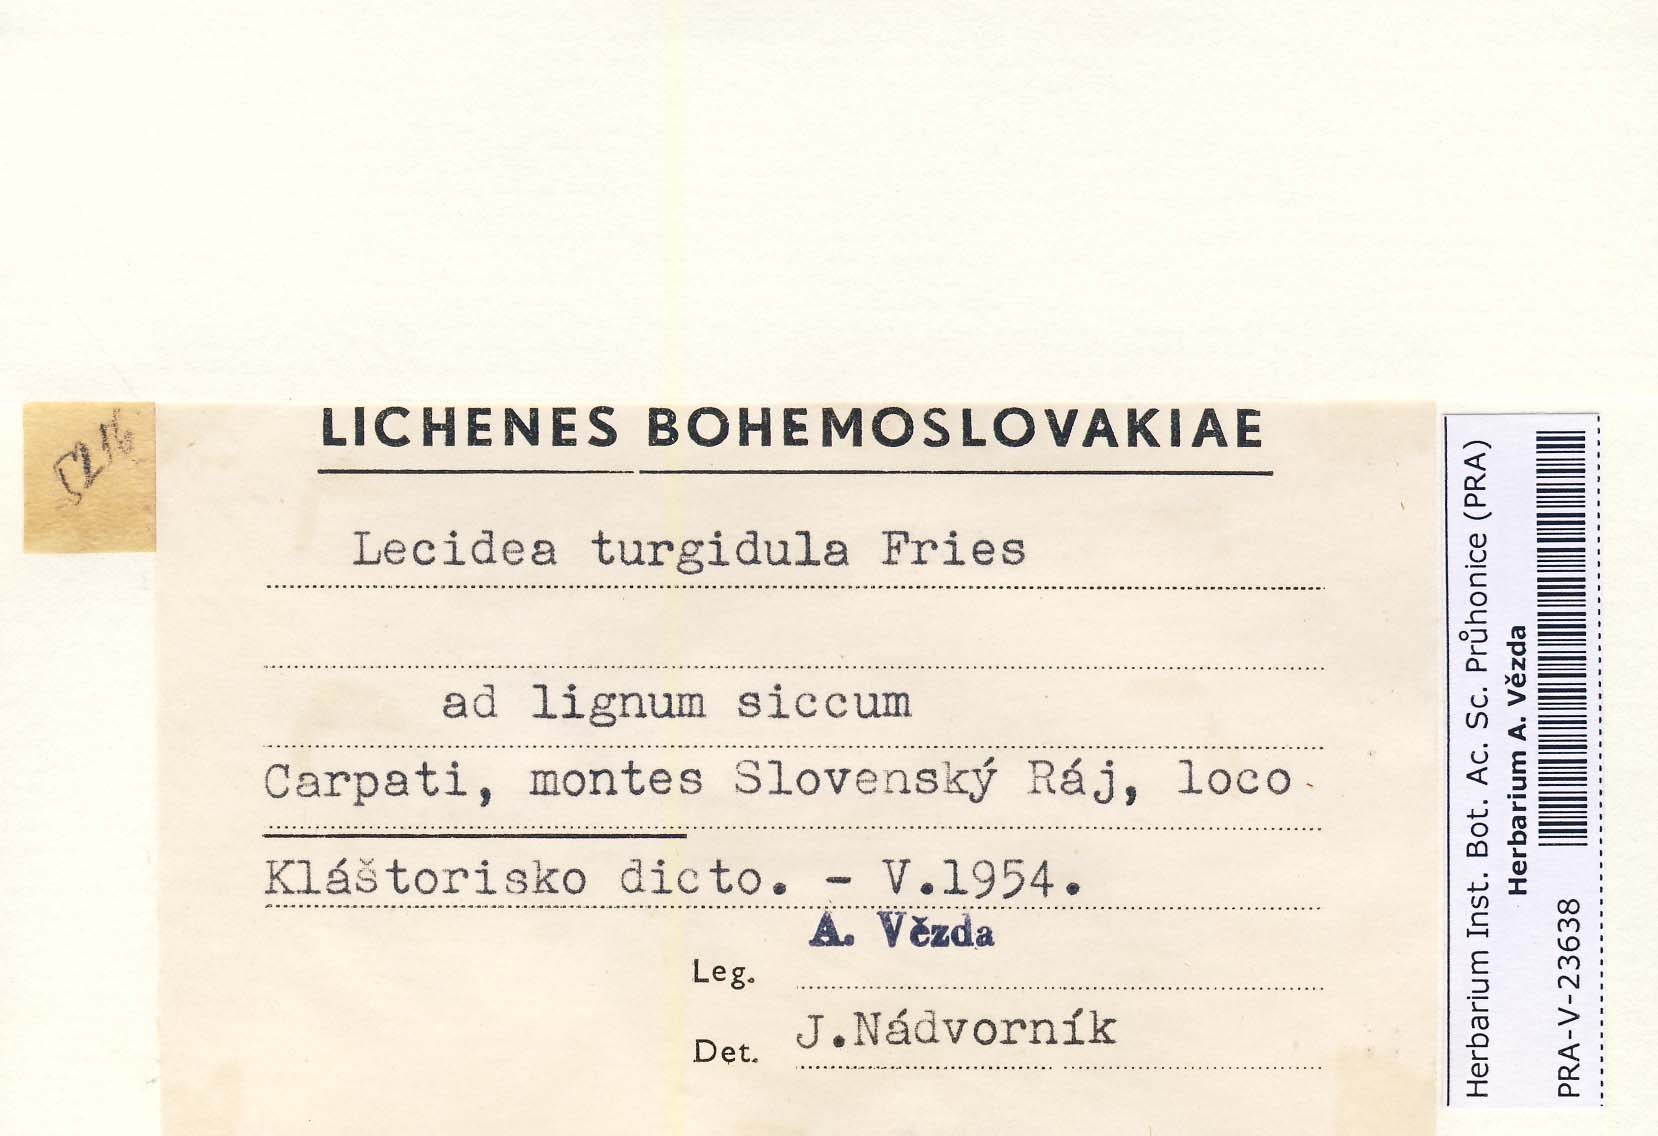 5216
LICHENES BOHEMOSLOVAKIAE
Lecidea turgidula Fries
ad lignum siccum
Carpati, montes Slovenský Ráj, loco
Kláštorisko dicto. - V.1954.
A. Vězda
Leg.
J.Nádvorník
Det.
Herbarium Inst. Bot. Ac. Sc. Průhonice (PRA)
Herbarium A. Vězda
PRA-V-23638